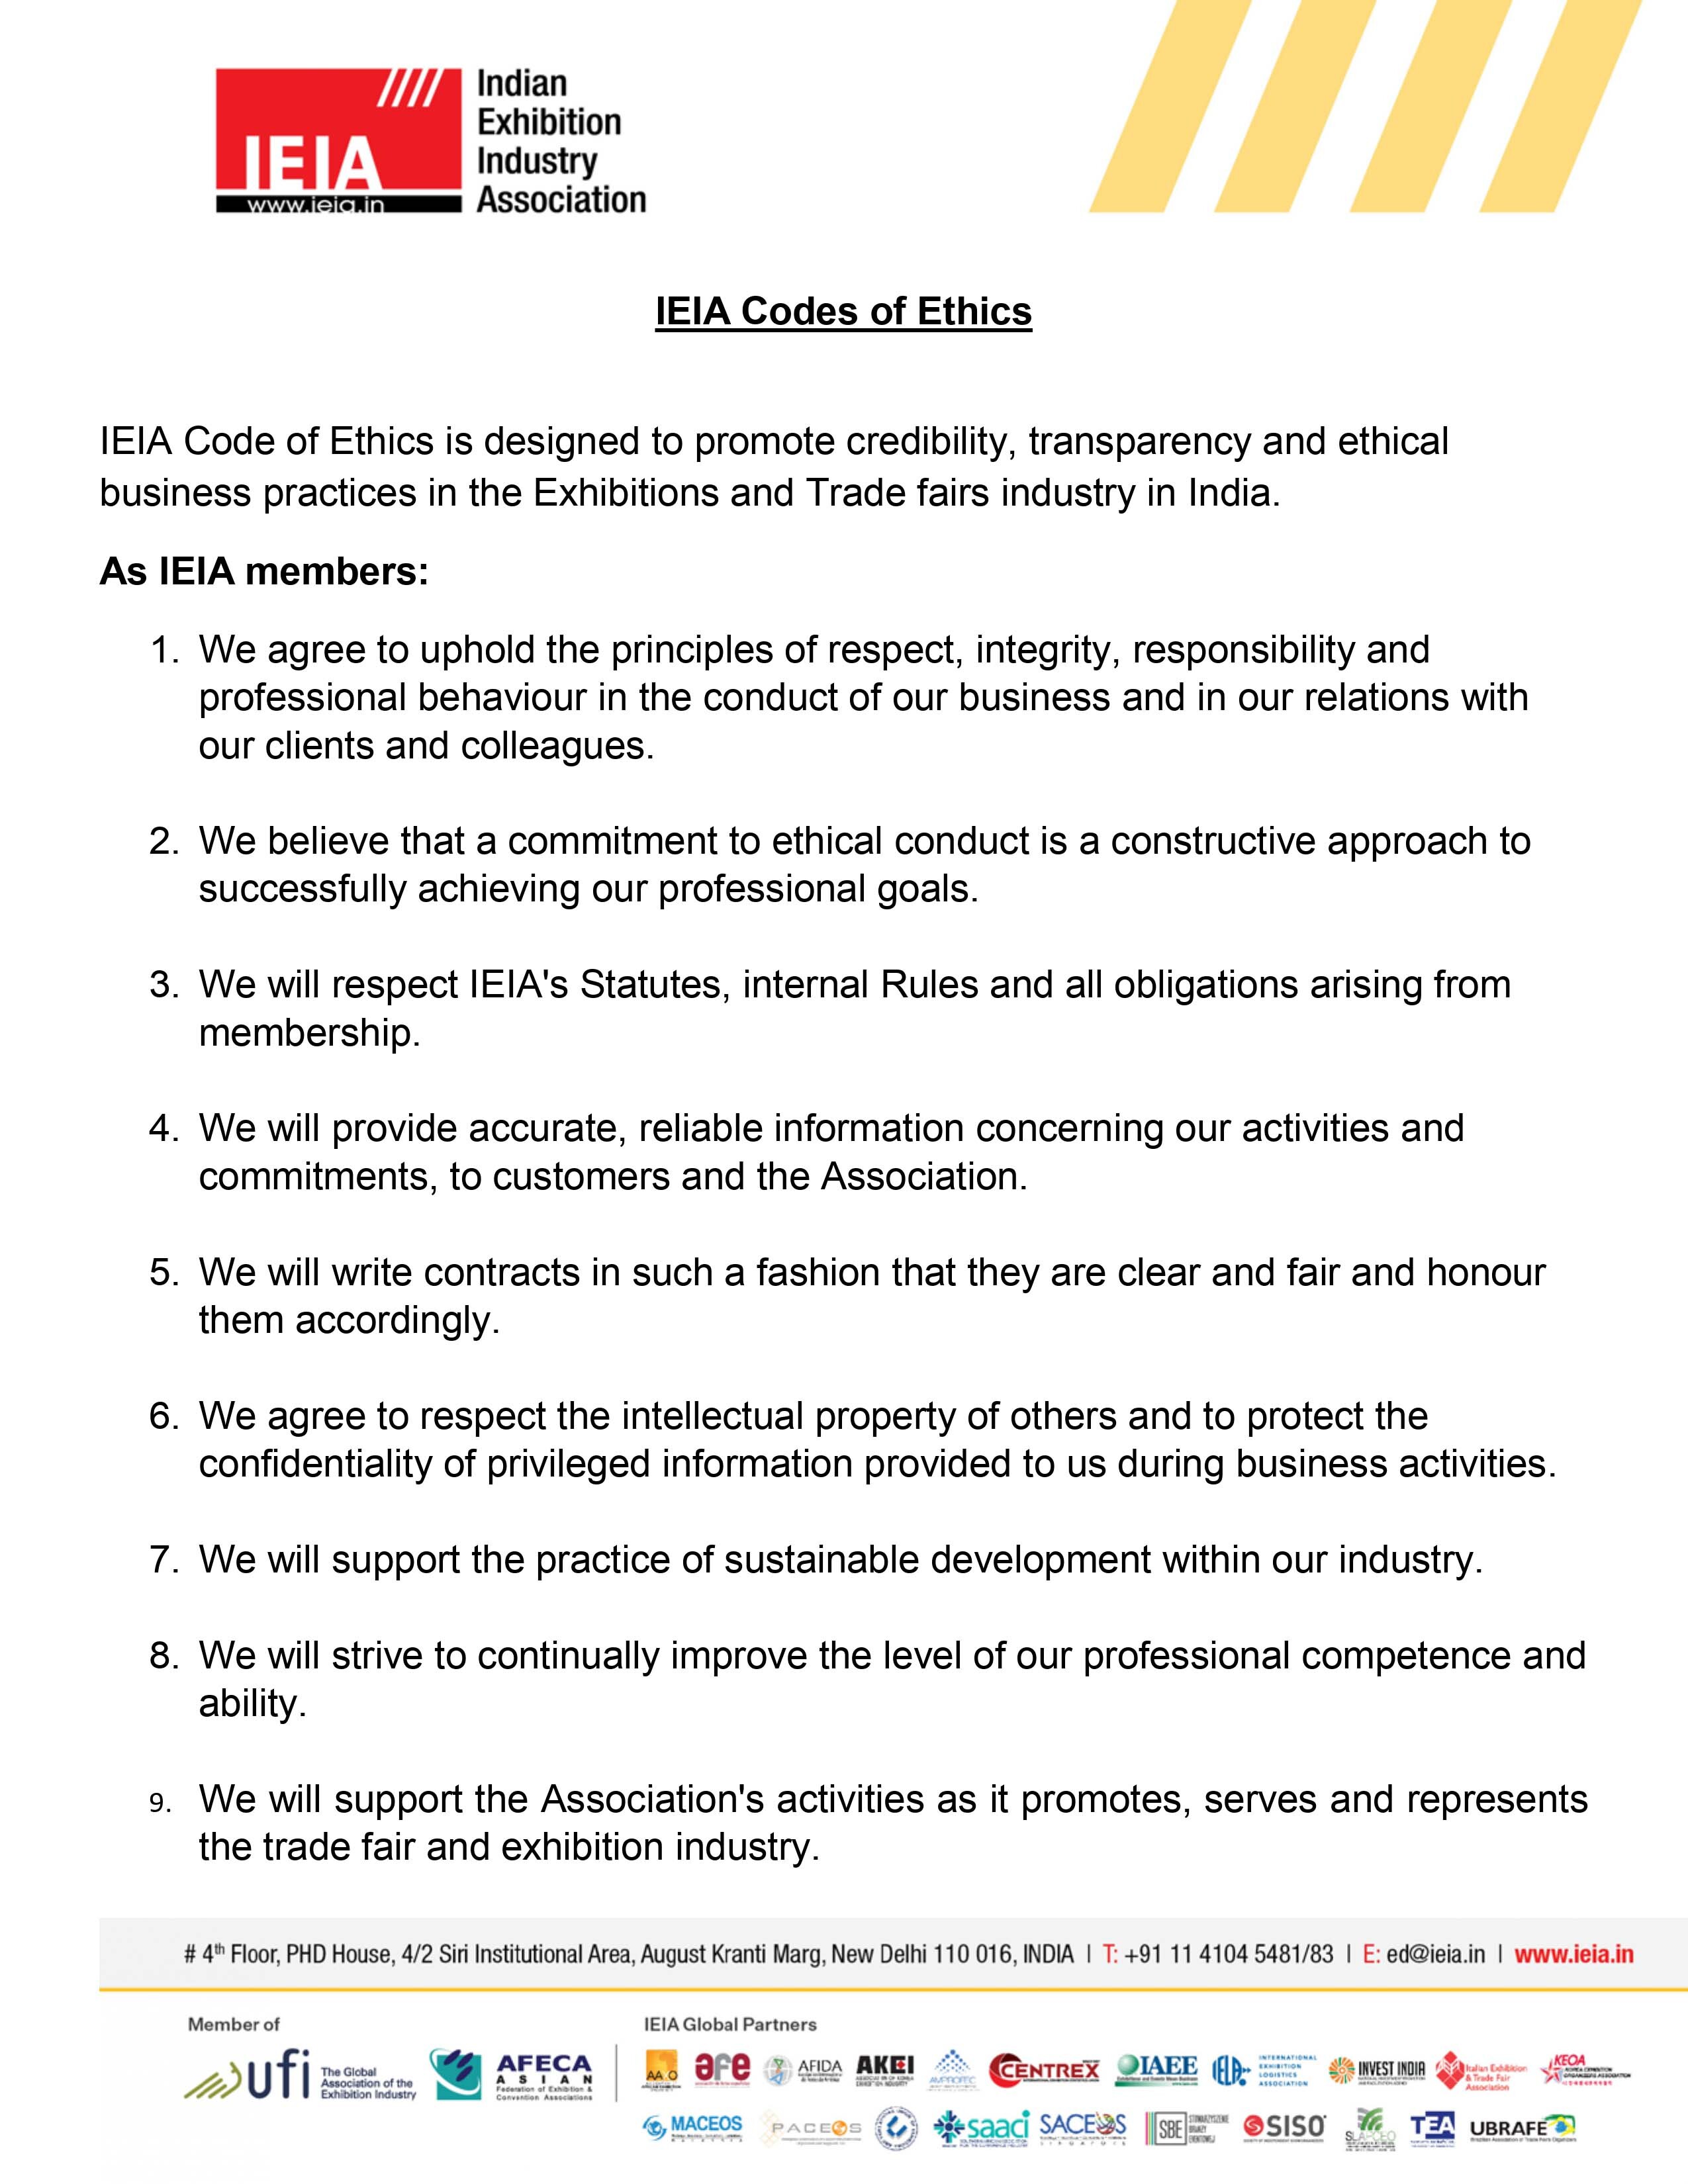 IEIA
www.ieia.in
Indian
Exhibition
Industry
Association
IEIA Codes of Ethics
IEIA Code of Ethics is designed to promote credibility, transparency and ethical
business practices in the Exhibitions and Trade fairs industry in India.
As IEIA members:
1. We agree to uphold the principles of respect, integrity, responsibility and
professional behaviour in the conduct of our business and in our relations with
our clients and colleagues.
2. We believe that a commitment to ethical conduct is a constructive approach to
successfully achieving our professional goals.
3. We will respect IEIA's Statutes, internal Rules and all obligations arising from
membership.
4. We will provide accurate, reliable information concerning our activities and
commitments, to customers and the Association.
5. We will write contracts in such a fashion that they are clear and fair and honour
them accordingly.
6. We agree to respect the intellectual property of others and to protect the
confidentiality of privileged information provided to us during business activities.
7. We will support the practice of sustainable development within our industry.
8. We will strive to continually improve the level of our professional competence and
ability.
9. We will support the Association's activities as it promotes, serves and represents
the trade fair and exhibition industry.
# 4th Floor, PHD House, 4/2 Siri Institutional Area, August Kranti Marg, New Delhi 110 016, INDIA | T: +91 11 4104 5481/83 | E: ed@ieia.in | www.ieia.in
Member of
ufi
The Global
Association of the
Exhibition Industry
AFECA
ASIAN
Federation of Exhibition &
Convention Associations
IEIA Global Partners
afe
AFIDA
AKEI
CENTREX
IAEE
IELA
INTERNATIONAL
EXHIBITION
LOGISTICS
ASSOCIATION
INVEST INDIA
Italian Exhibition
& Trade Fair
Association
KEOA
MACEOS
PACEOS
saaci
SACEOS
SBE
SISO
TEA
UBRAFE